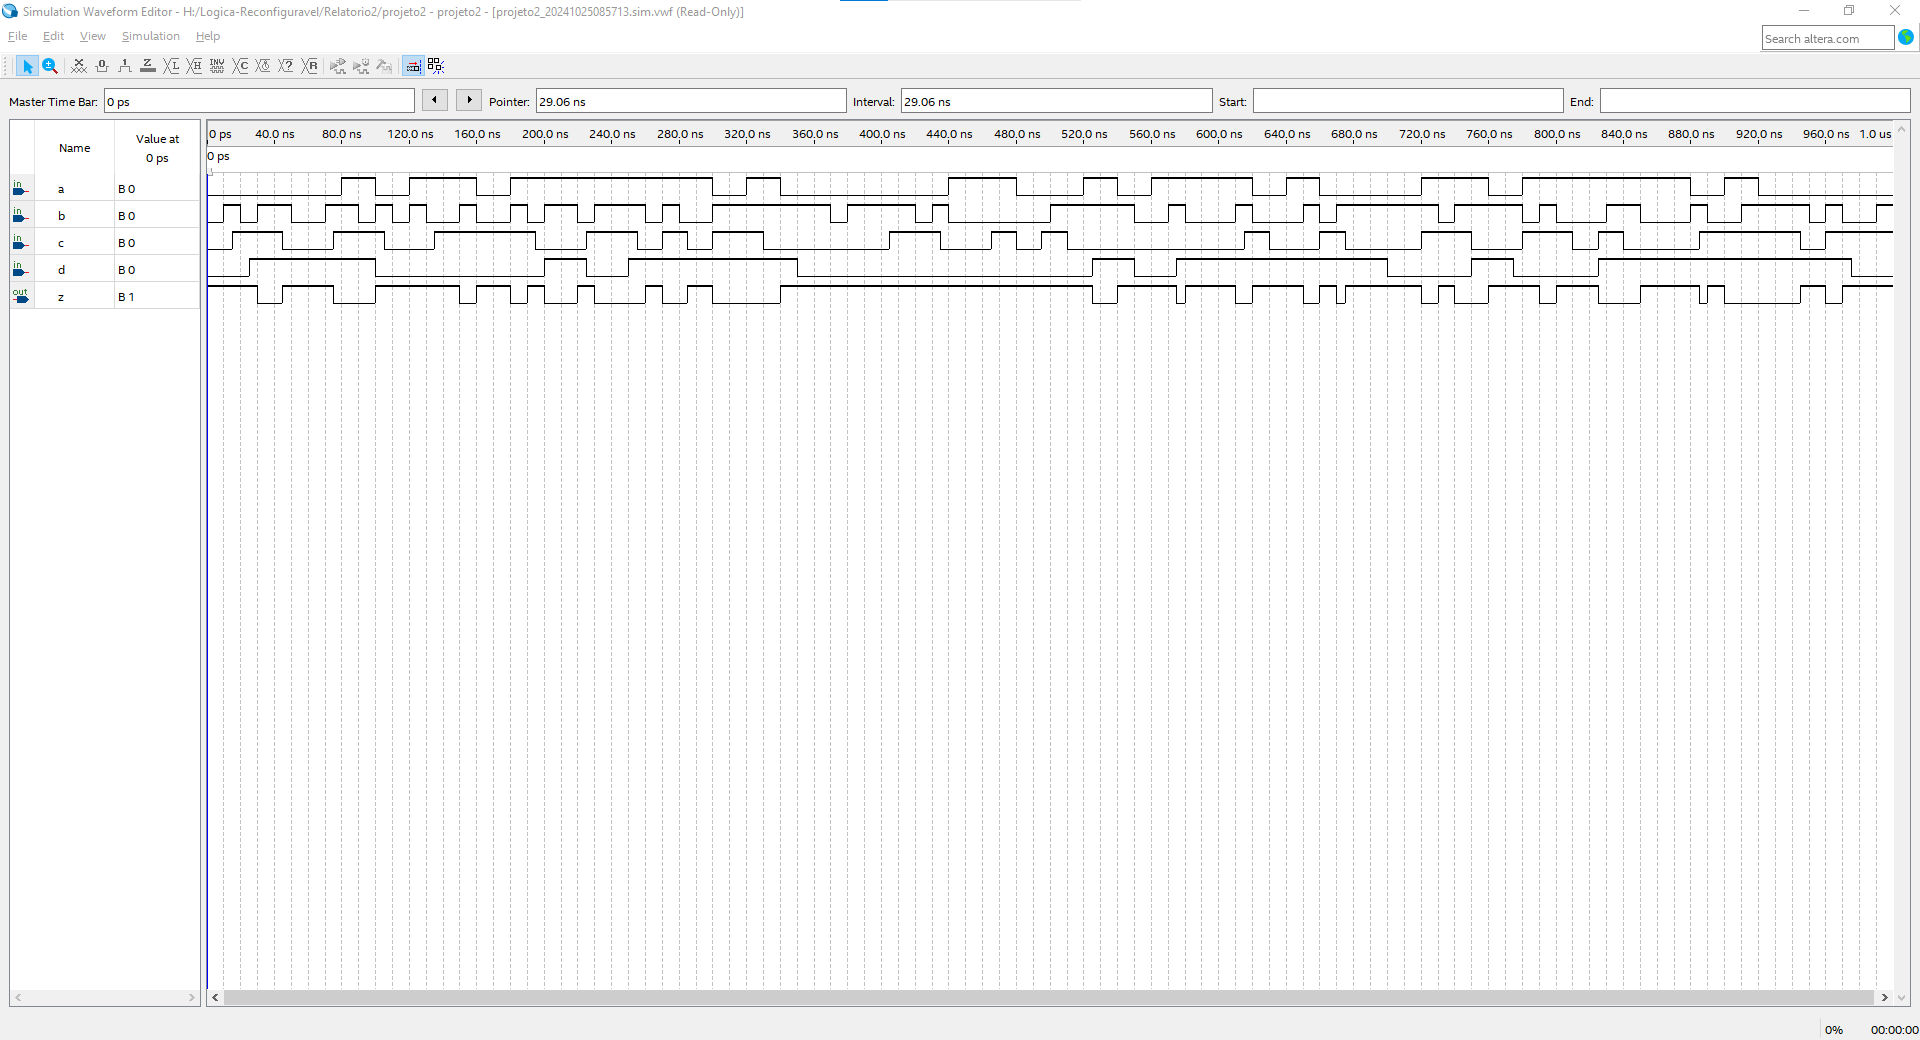 Simulation Waveform Editor - H:/Logica-Reconfiguravel/Relatorio2/projeto2 - projeto2 - [projeto2_20241025085713.sim.vwf (Read-Only)]
File Edit View Simulation Help
Search altera.com
Master Time Bar: 0 ps Pointer: 29.06 ns Interval: 29.06 ns Start: End:
Name Value at 0 ps
0 ps 40.0 ns 80.0 ns 120.0 ns 160.0 ns 200.0 ns 240.0 ns 280.0 ns 320.0 ns 360.0 ns 400.0 ns 440.0 ns 480.0 ns 520.0 ns 560.0 ns 600.0 ns 640.0 ns 680.0 ns 720.0 ns 760.0 ns 800.0 ns 840.0 ns 880.0 ns 920.0 ns 960.0 ns 1.0 us
0 ps
in a B 0
in b B 0
in c B 0
in d B 0
out z B 1
0% 00:00:00